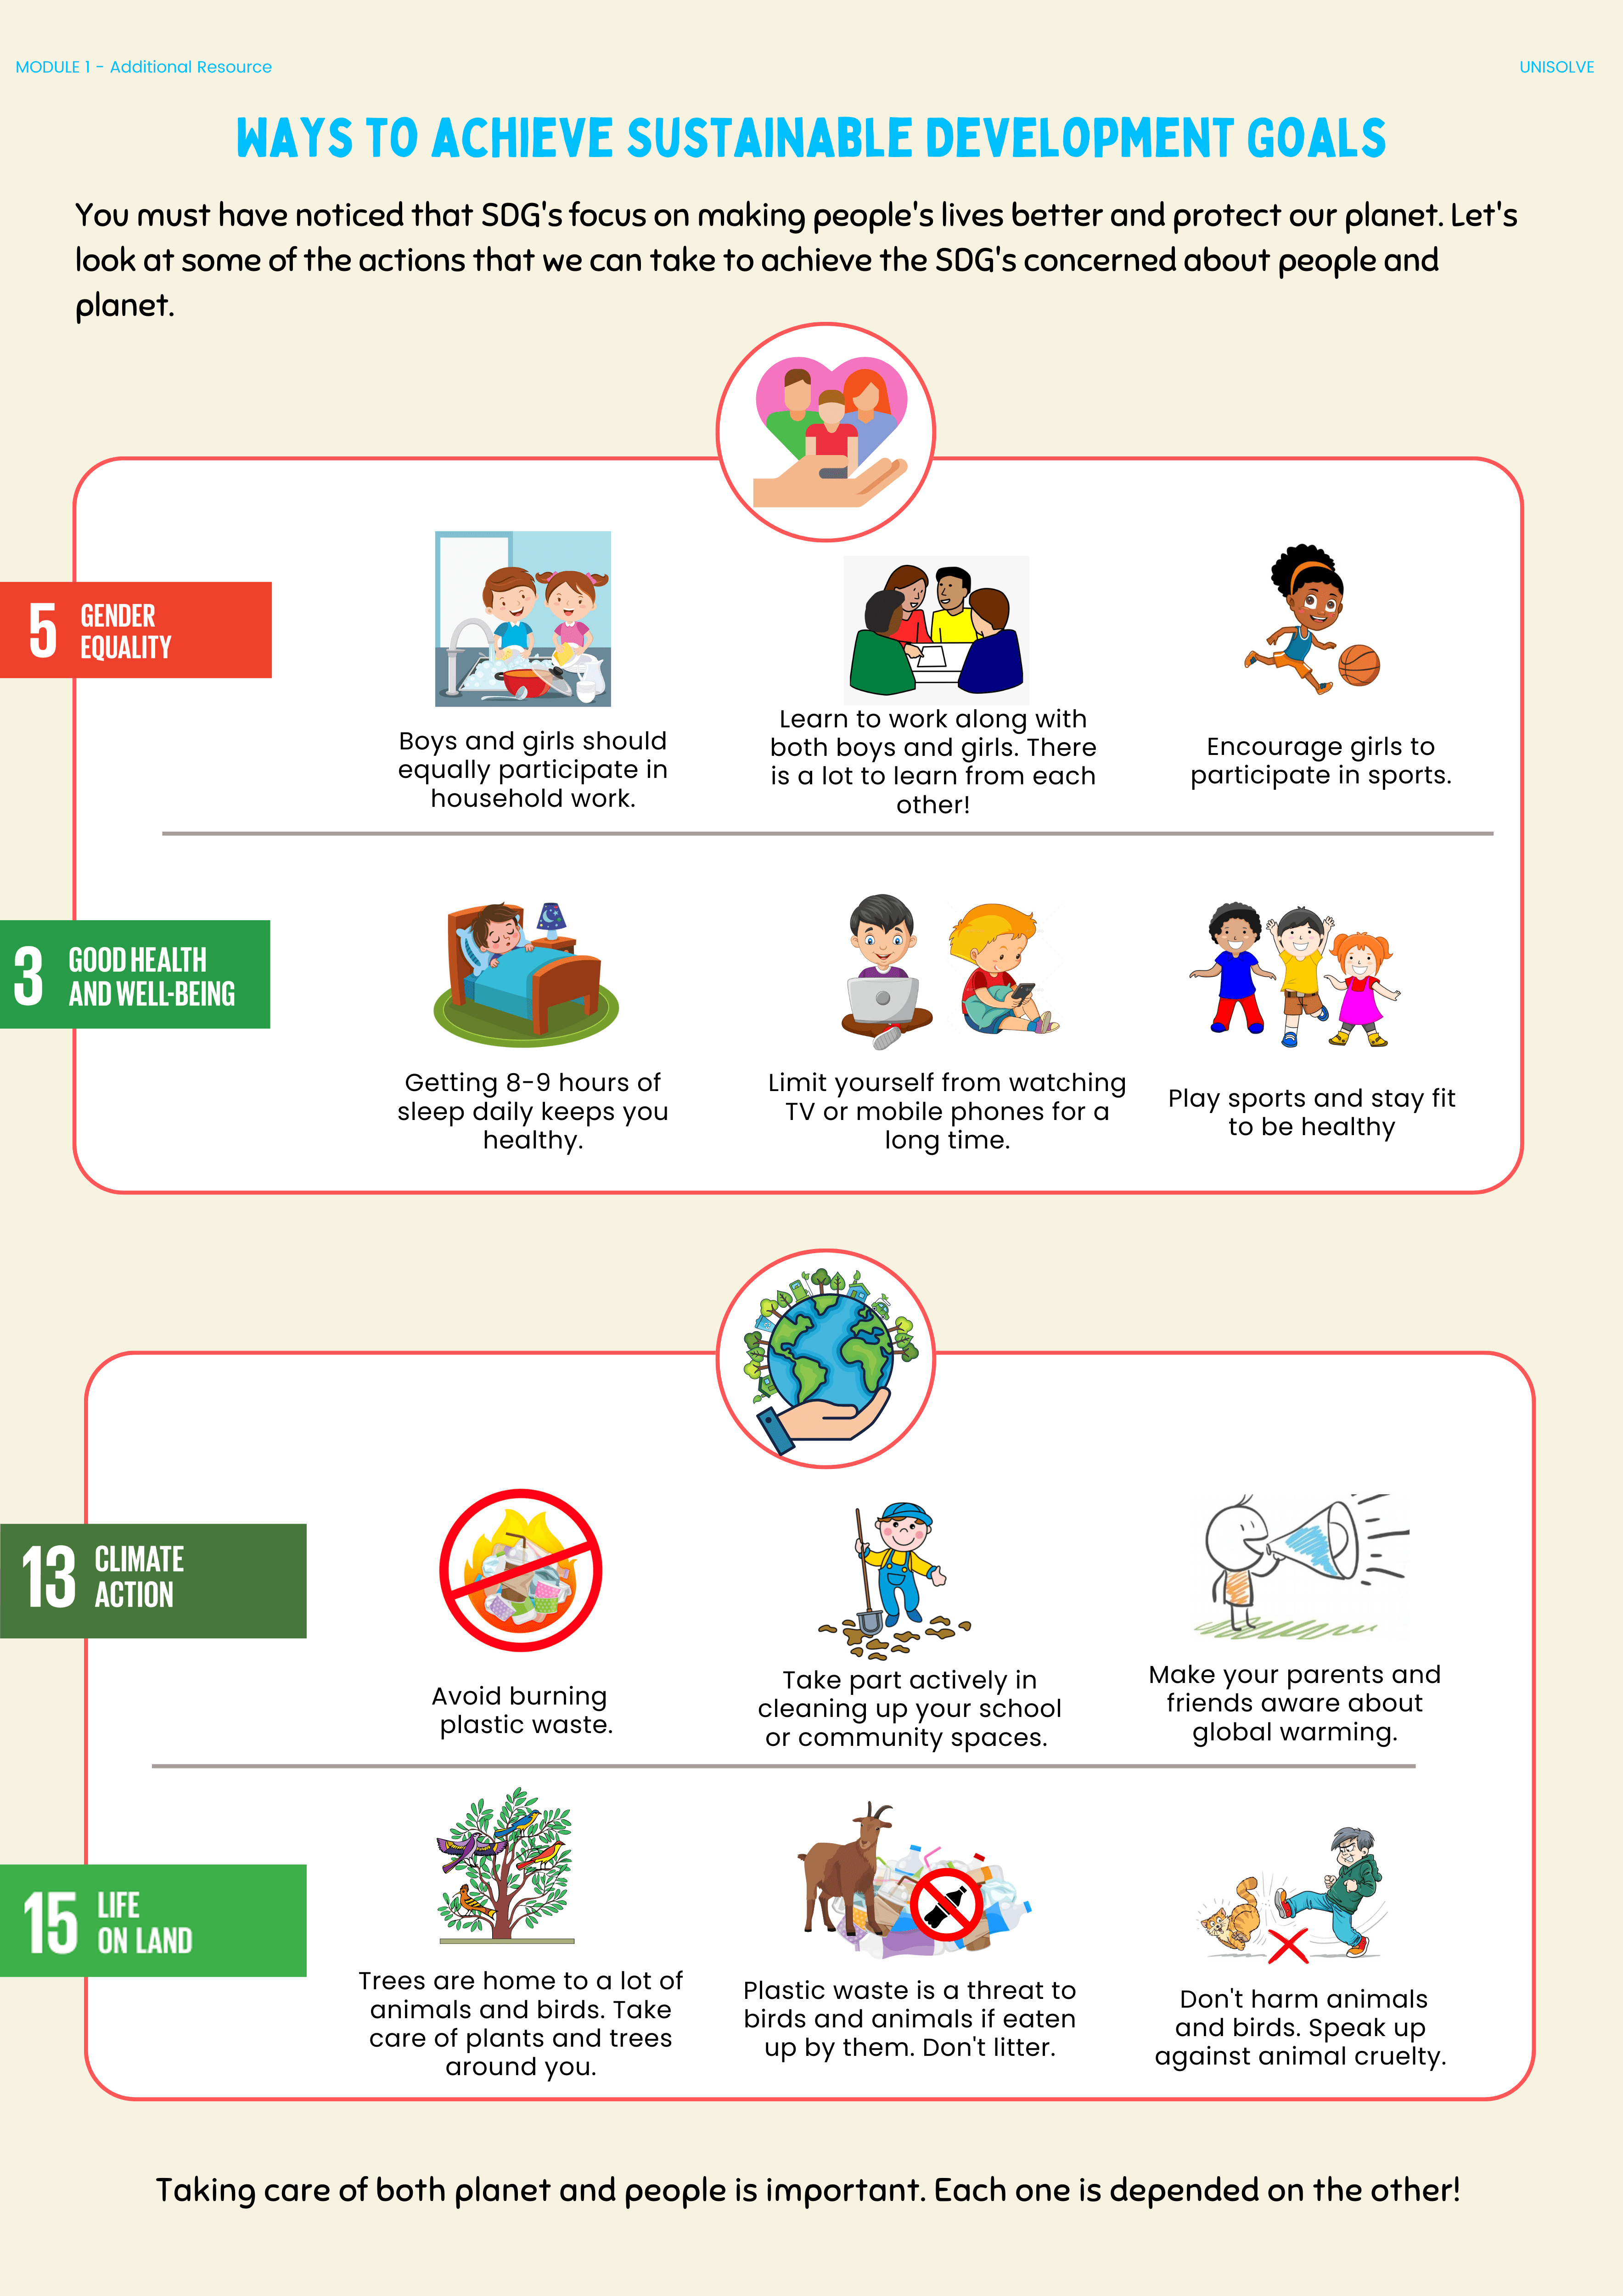 MODULE 1 - Additional Resource
UNISOLVE
WAYS TO ACHIEVE SUSTAINABLE DEVELOPMENT GOALS
You must have noticed that SDG's focus on making people's lives better and protect our planet. Let's
look at some of the actions that we can take to achieve the SDG's concerned about people and
planet.
5 GENDER
EQUALITY
Boys and girls should
equally participate in
household work.
Learn to work along with
both boys and girls. There
is a lot to learn from each
other!
Encourage girls to
participate in sports.
3 GOOD HEALTH
AND WELL-BEING
Getting 8-9 hours of
sleep daily keeps you
healthy.
Limit yourself from watching
TV or mobile phones for a
long time.
Play sports and stay fit
to be healthy
13 CLIMATE
ACTION
Avoid burning
plastic waste.
Take part actively in
cleaning up your school
or community spaces.
Make your parents and
friends aware about
global warming.
15 LIFE
ON LAND
Trees are home to a lot of
animals and birds. Take
care of plants and trees
around you.
Plastic waste is a threat to
birds and animals if eaten
up by them. Don't litter.
Don't harm animals
and birds. Speak up
against animal cruelty.
Taking care of both planet and people is important. Each one is depended on the other!